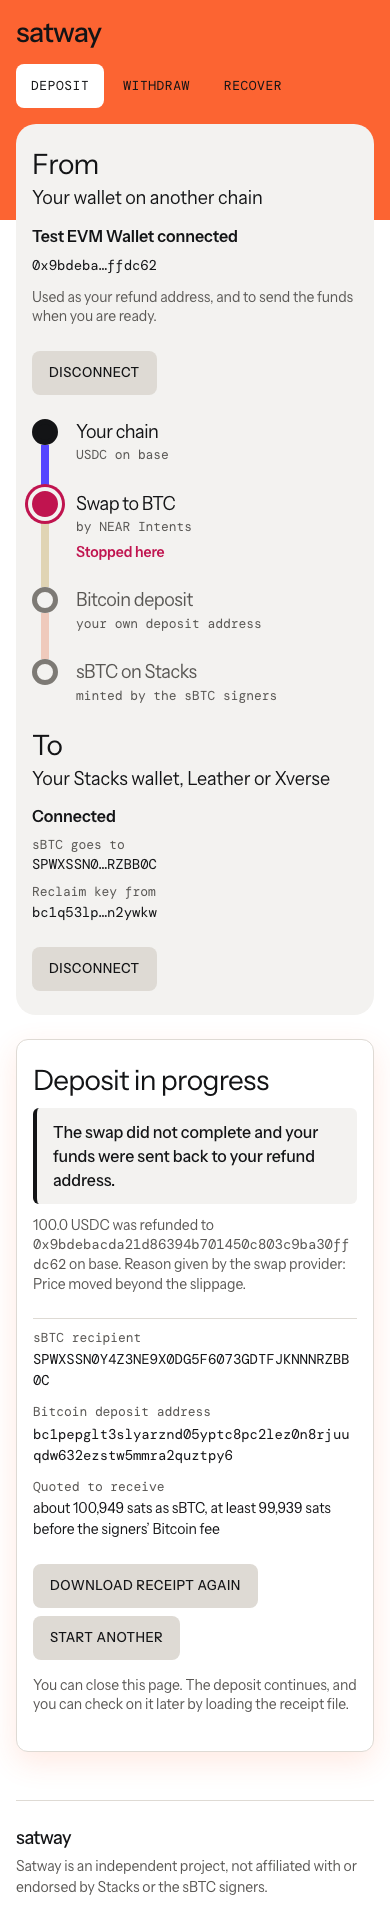 satway
DEPOSIT
WITHDRAW
RECOVER
From
Your wallet on another chain
Test EVM Wallet connected
0x9bdeba…ffdc62
Used as your refund address, and to send the funds
when you are ready.
DISCONNECT
Your chain
USDC on base
Swap to BTC
by NEAR Intents
Stopped here
Bitcoin deposit
your own deposit address
sBTC on Stacks
minted by the sBTC signers
To
Your Stacks wallet, Leather or Xverse
Connected
sBTC goes to
SPWXSSN0…RZBB0C
Reclaim key from
bc1q53lp…n2ywkw
DISCONNECT
Deposit in progress
The swap did not complete and your
funds were sent back to your refund
address.
100.0 USDC was refunded to
0x9bdebacda21d86394b701450c803c9ba30ff
dc62 on base. Reason given by the swap provider:
Price moved beyond the slippage.
sBTC recipient
SPWXSSN0Y4Z3NE9X0DG5F6073GDTFJKNNNRZBB
0C
Bitcoin deposit address
bc1pepglt3slyarznd05yptc8pc2lez0n8rjuu
qdw632ezstw5mmra2quztpy6
Quoted to receive
about 100,949 sats as sBTC, at least 99,939 sats
before the signers’ Bitcoin fee
DOWNLOAD RECEIPT AGAIN
START ANOTHER
You can close this page. The deposit continues, and
you can check on it later by loading the receipt file.
satway
Satway is an independent project, not affiliated with or
endorsed by Stacks or the sBTC signers.